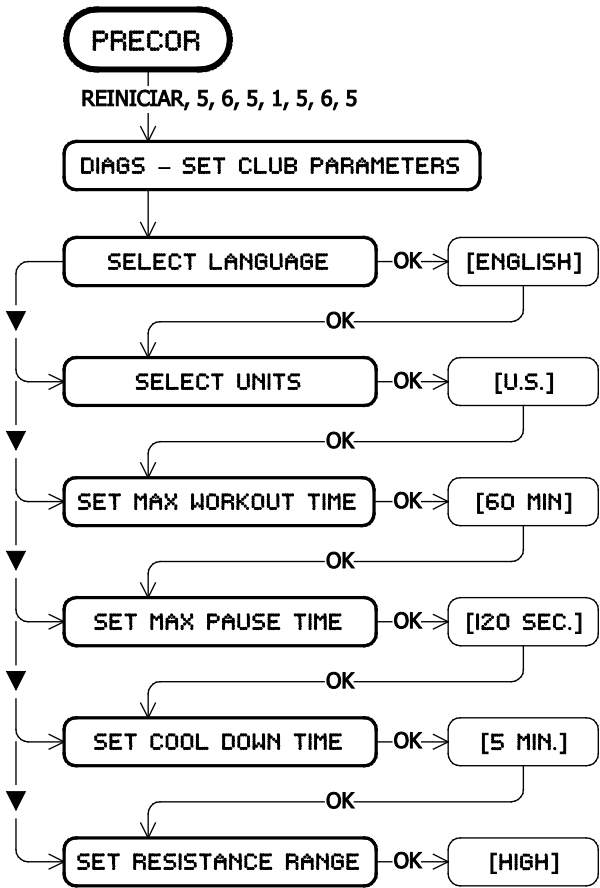 PRECOR
REINICIAR, 5, 6, 5, 1, 5, 6, 5
DIAGS – SET CLUB PARAMETERS
SELECT LANGUAGE OK [ENGLISH]
OK
SELECT UNITS OK [U.S.]
OK
SET MAX WORKOUT TIME OK [60 MIN]
OK
SET MAX PAUSE TIME OK [120 SEC.]
OK
SET COOL DOWN TIME OK [5 MIN.]
OK
SET RESISTANCE RANGE OK [HIGH]